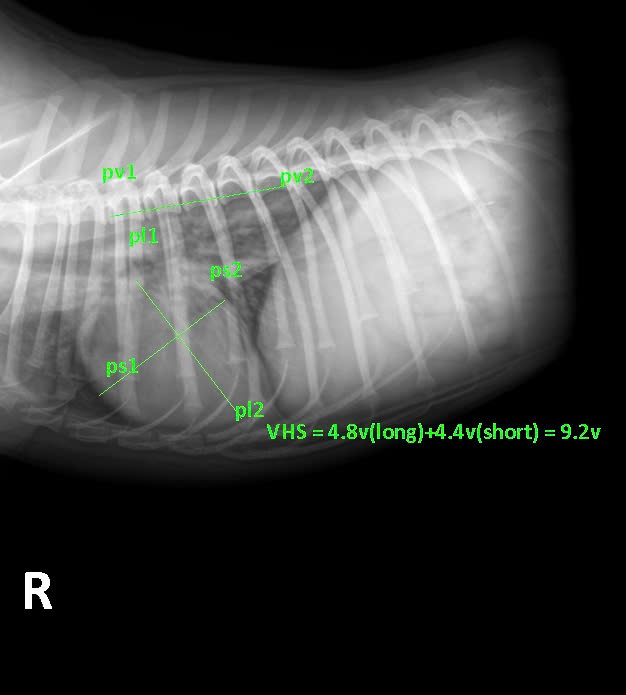 pv1
pv2
pl1
ps2
ps1
pl2
VHS = 4.8v(long)+4.4v(short) = 9.2v
R